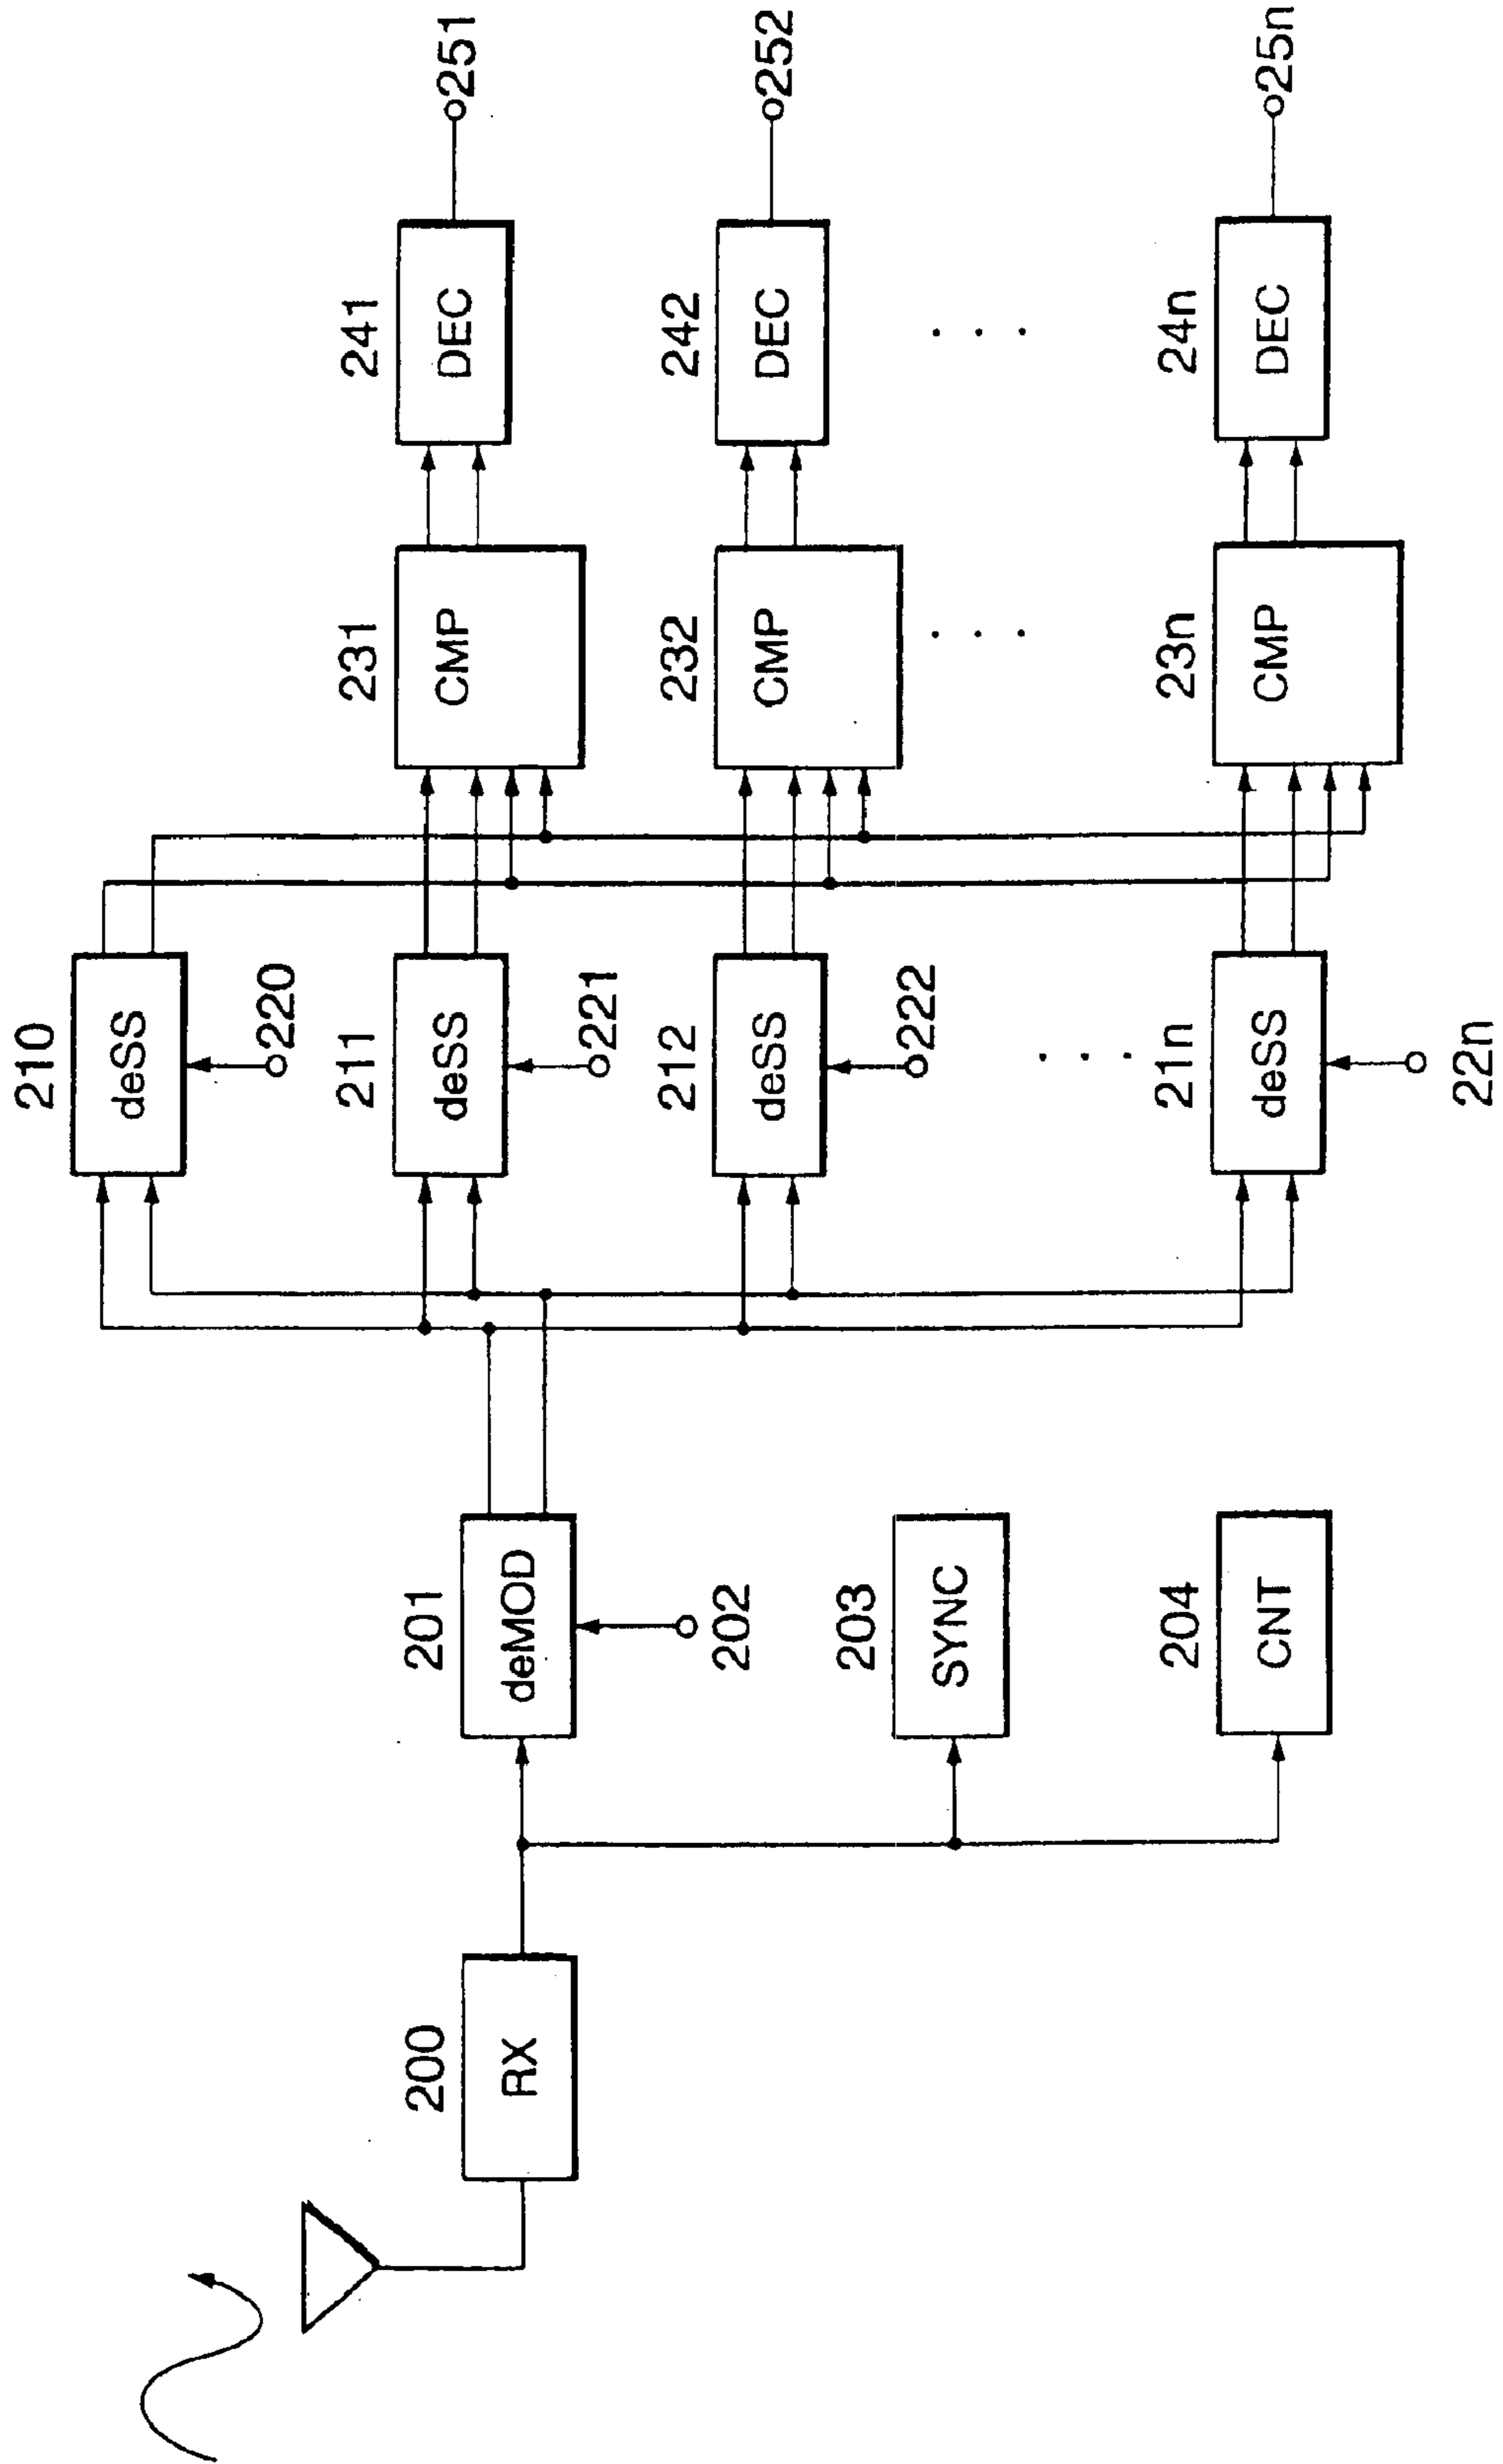 200
RX
201
deMOD
202
203
SYNC
204
CNT
210
deSS
220
211
deSS
221
212
deSS
222
. . .
21n
deSS
22n
231
CMP
232
CMP
. . .
23n
CMP
241
DEC
242
DEC
. . .
24n
DEC
251
252
25n